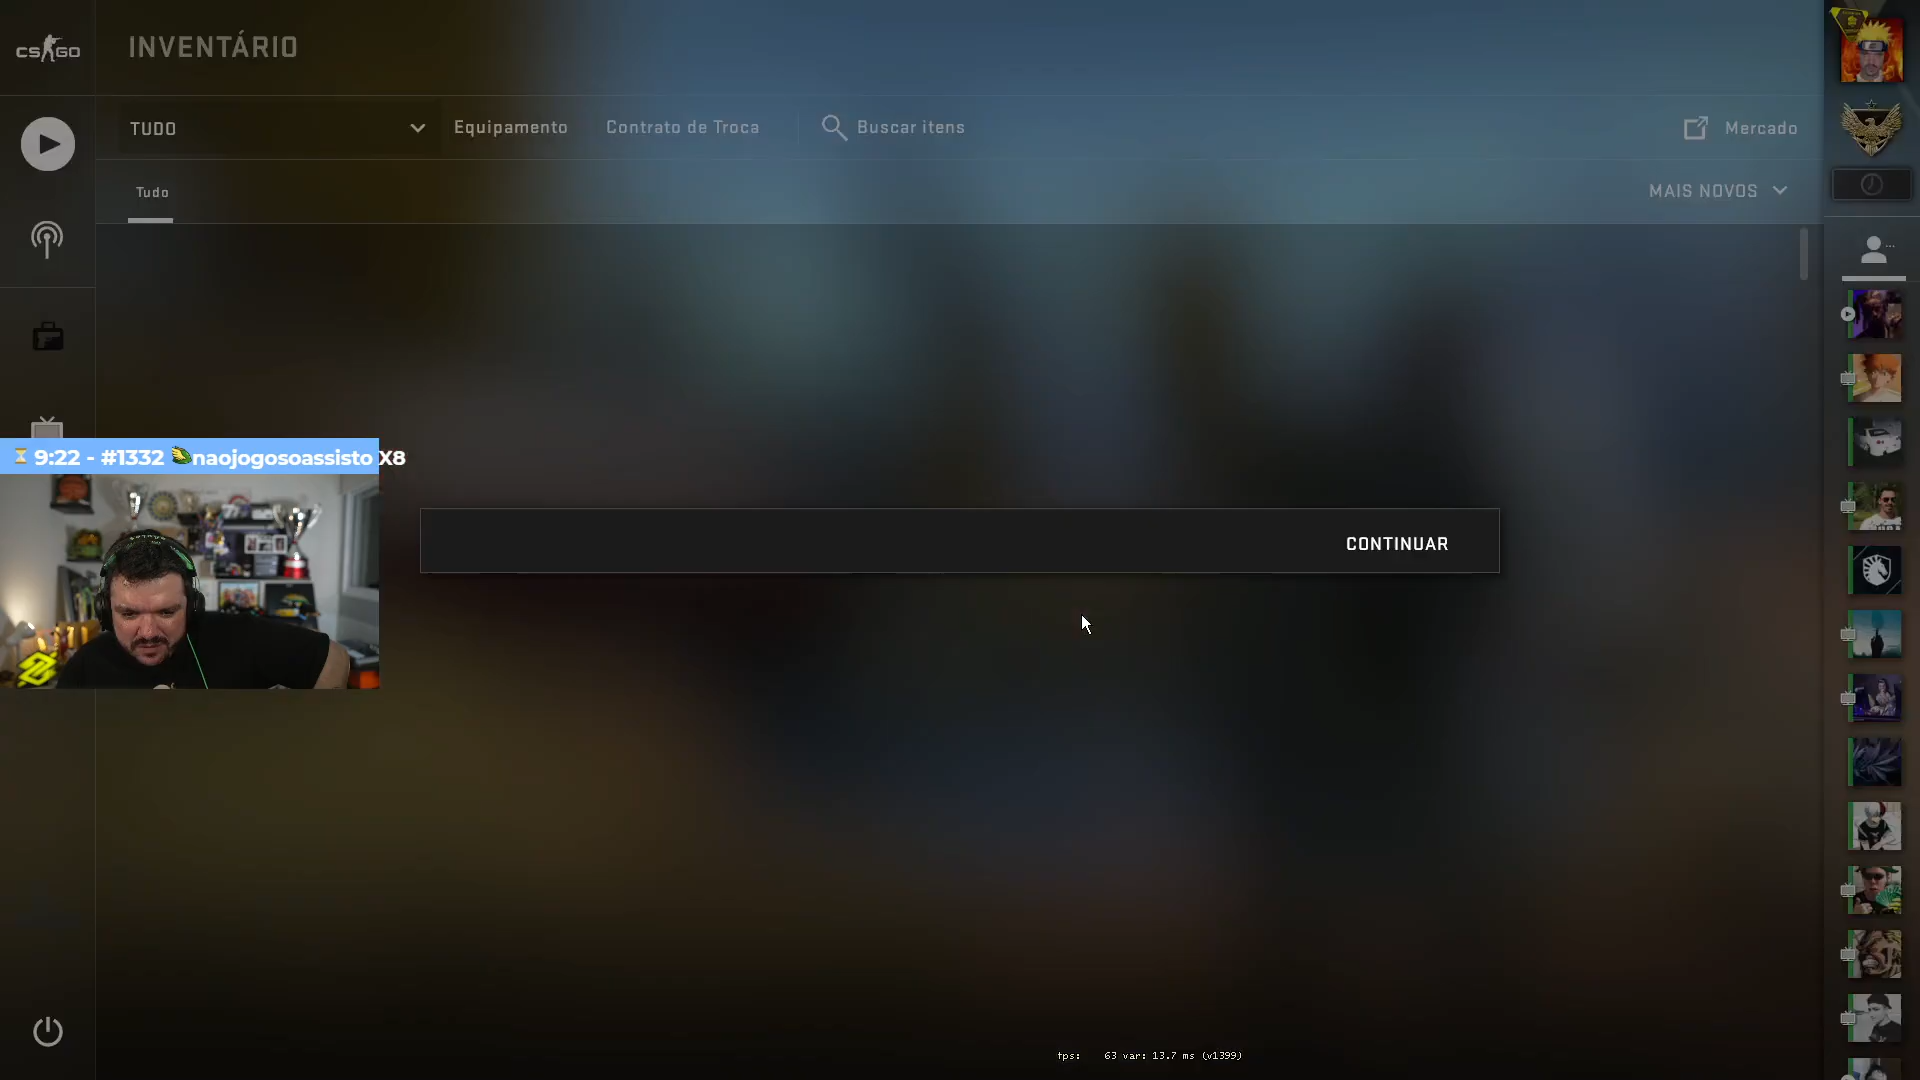 CS GO
INVENTÁRIO
TUDO
Equipamento
Contrato de Troca
Buscar itens
Mercado
Tudo
MAIS NOVOS
9:22 - #1332 naojogosoassisto X8
CONTINUAR
fps: 63 var: 13.7 ms (v1399)